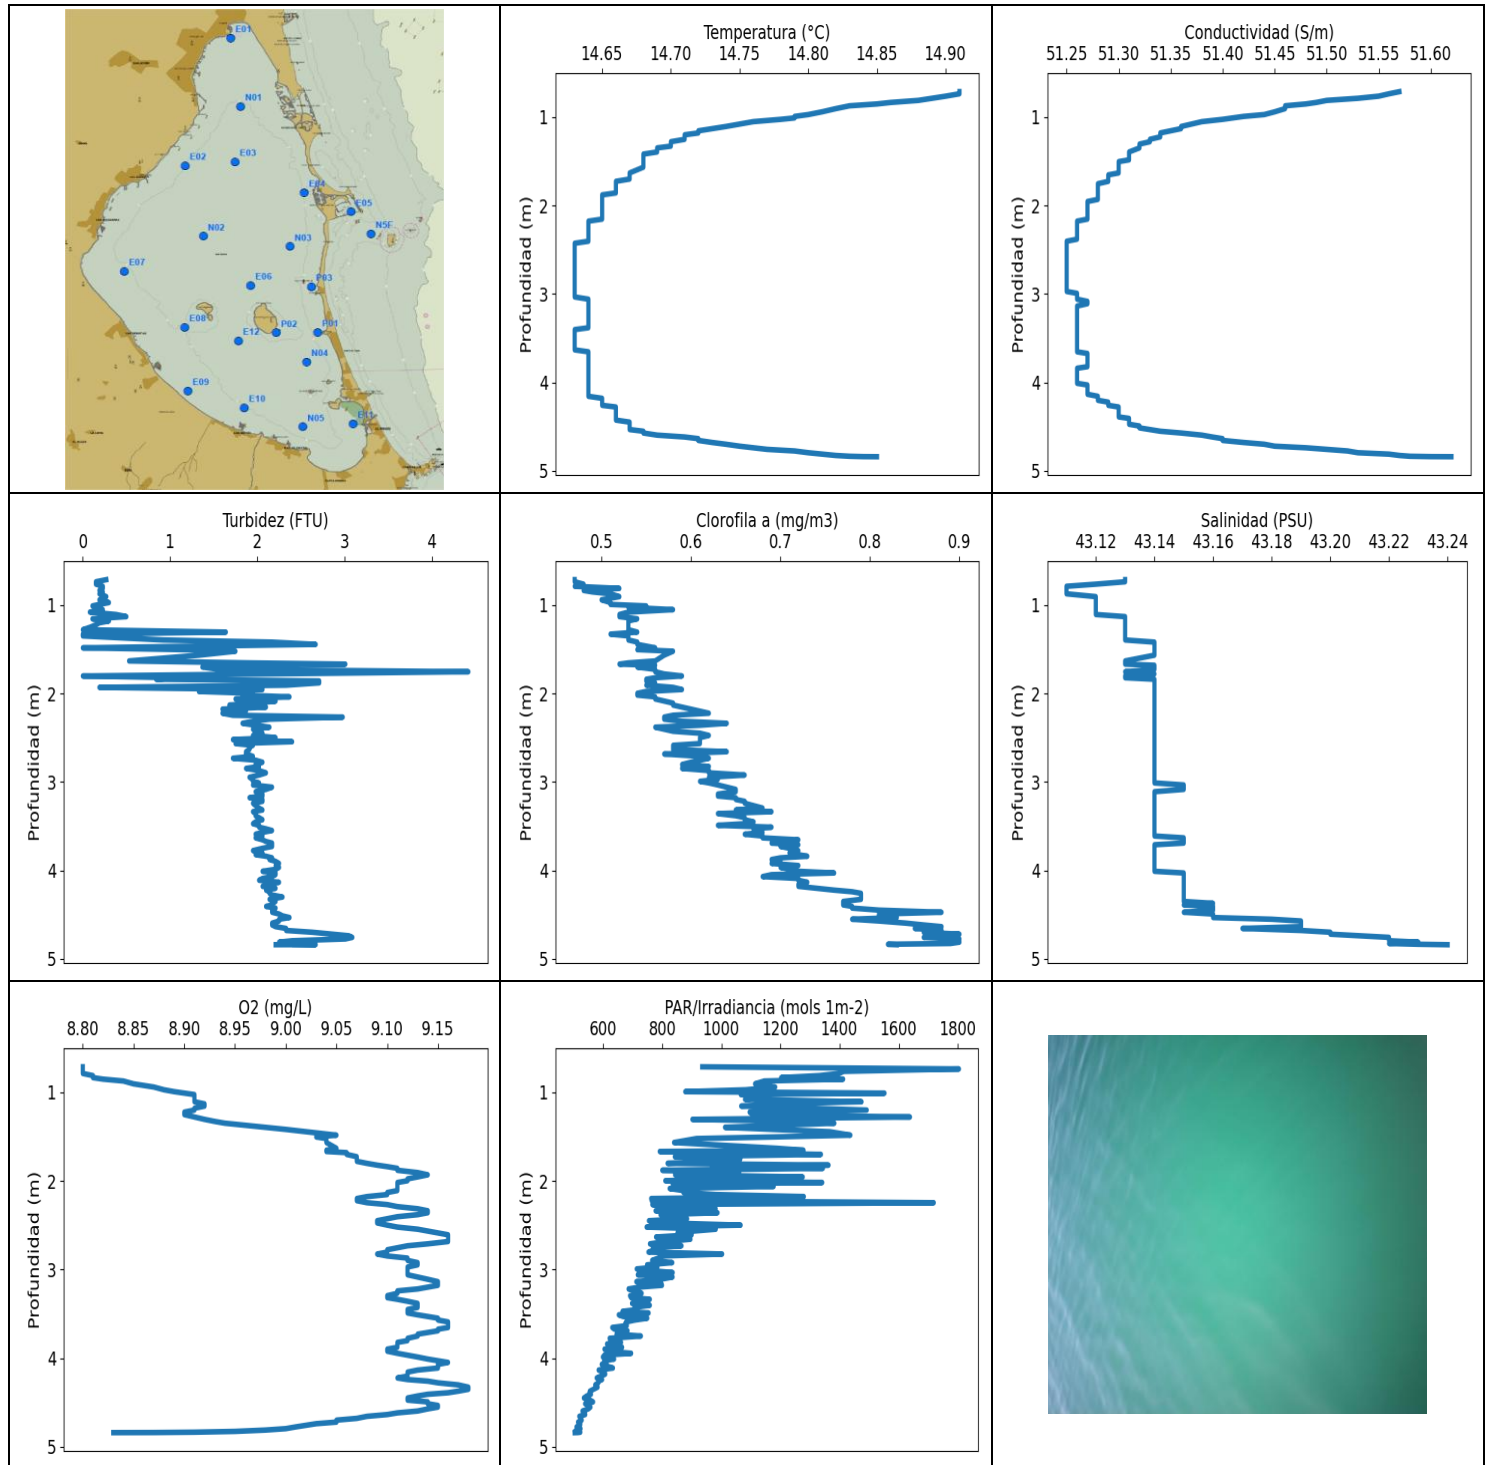 E01
N01
E02
E03
E04
E05
N5F
N02
N03
E07
E06
P03
E08
P02
P01
E12
N04
E09
E10
N05
E11
Temperatura (°C)
14.65 14.70 14.75 14.80 14.85 14.90
Profundidad (m)
1
2
3
4
5
Conductividad (S/m)
51.25 51.30 51.35 51.40 51.45 51.50 51.55 51.60
Profundidad (m)
1
2
3
4
5
Turbidez (FTU)
0 1 2 3 4
Profundidad (m)
1
2
3
4
5
Clorofila a (mg/m3)
0.5 0.6 0.7 0.8 0.9
Profundidad (m)
1
2
3
4
5
Salinidad (PSU)
43.12 43.14 43.16 43.18 43.20 43.22 43.24
Profundidad (m)
1
2
3
4
5
O2 (mg/L)
8.80 8.85 8.90 8.95 9.00 9.05 9.10 9.15
Profundidad (m)
1
2
3
4
5
PAR/Irradiancia (mols 1m-2)
600 800 1000 1200 1400 1600 1800
Profundidad (m)
1
2
3
4
5